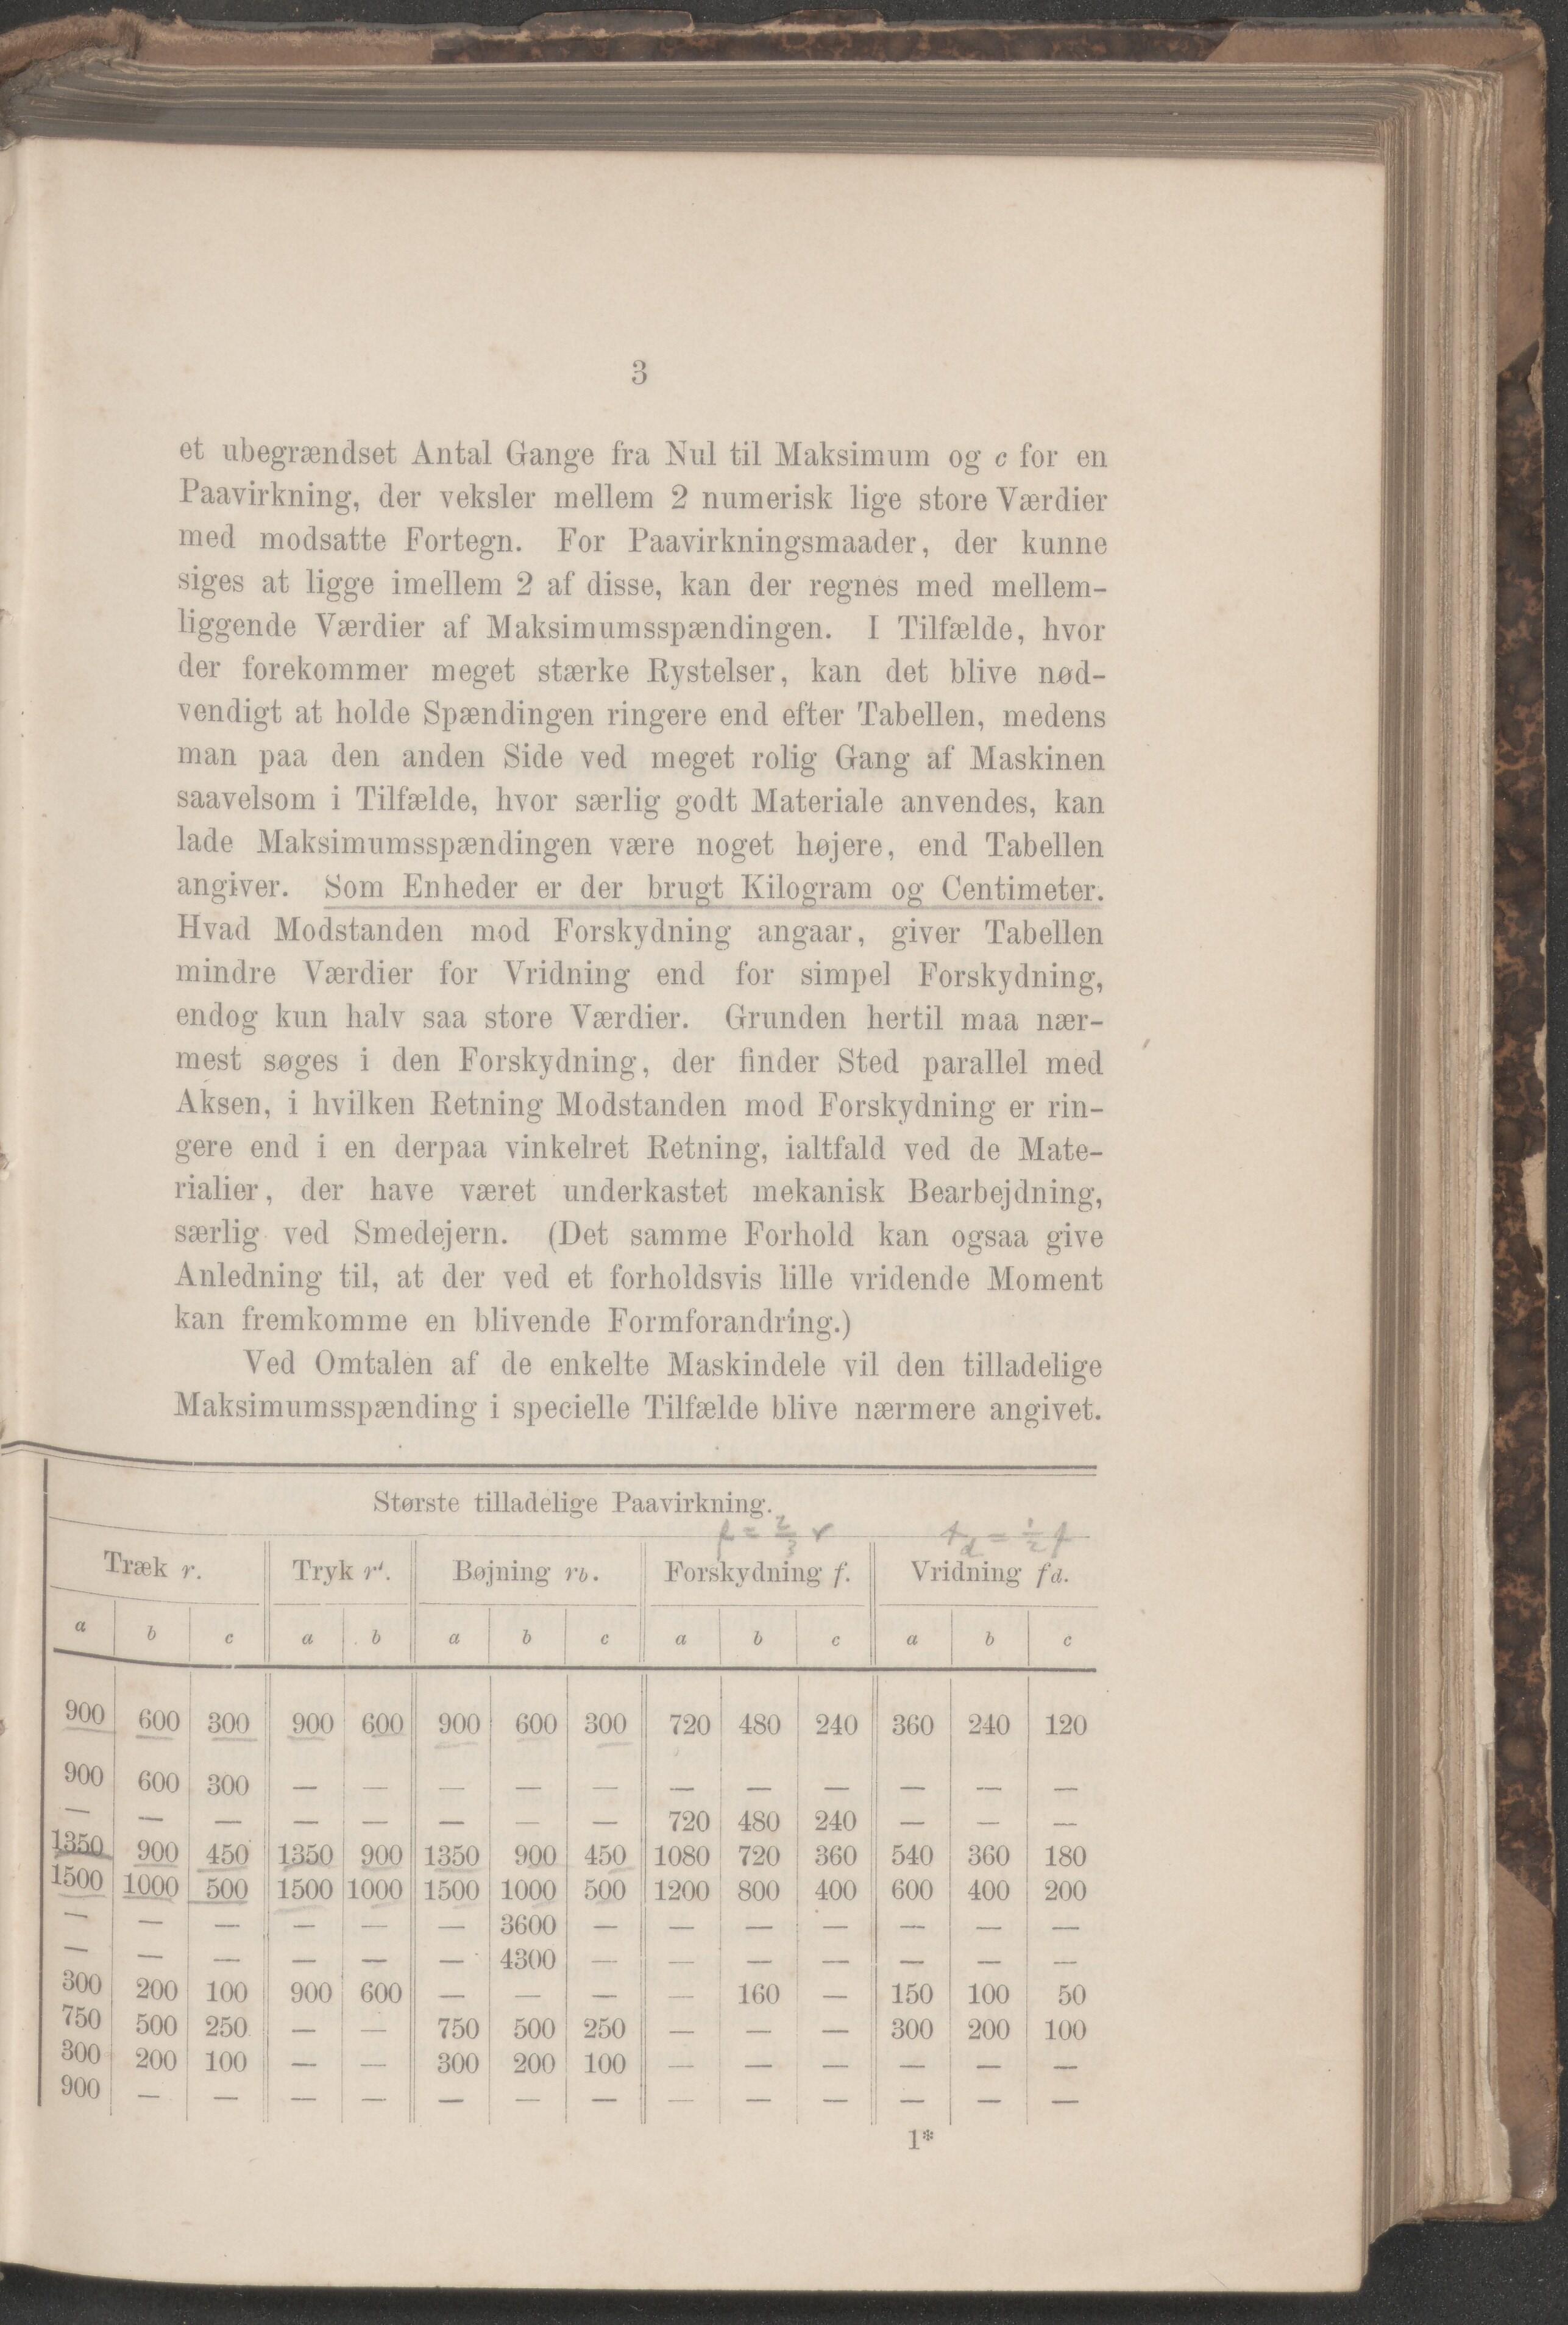 3
et ubegrændset Antal Gange fra Nul til Maksimum og c for en
Paavirkning, der veksler mellem 2 numerisk lige store Værdier
med modsatte Fortegn. For Paavirkningsmaader, der kunne
siges at ligge imellem 2 af disse, kan der regnes med mellem-
liggende Værdier af Maksimumsspændingen. I Tilfælde, hvor
der forekommer meget stærke Rystelser, kan det blive nød-
vendigt at holde Spændingen ringere end efter Tabellen, medens
man paa den anden Side ved meget rolig Gang af Maskinen
saavelsom i Tilfælde, hvor særlig godt Materiale anvendes, kan
lade Maksimumsspændingen være noget højere, end Tabellen
angiver. Som Enheder er der brugt Kilogram og Centimeter.
Hvad Modstanden mod Forskydning angaar, giver Tabellen
mindre Værdier for Vridning end for simpel Forskydning,
endog kun halv saa store Værdier. Grunden hertil maa nær-
mest søges i den Forskydning, der finder Sted parallel med
Aksen, i hvilken Retning Modstanden mod Forskydning er rin-
gere end i en derpaa vinkelret Retning, ialtfald ved de Mate-
rialier, der have været underkastet mekanisk Bearbejdning,
særlig ved Smedejern. (Det samme Forhold kan ogsaa give
Anledning til, at der ved et forholdsvis lille vridende Moment
kan fremkomme en blivende Formforandring.)
Ved Omtalen af de enkelte Maskindele vil den tilladelige
Maksimumsspænding i specielle Tilfælde blive nærmere angivet.
Største tilladelige Paavirkning.
f = 2/3 r f_d = 1/2 f
Træk r. Tryk r'. Bøjning rb. Forskydning f. Vridning fd.
a b c a b a b c a b c a b c
900 600 300 900 600 900 600 300 720 480 240 360 240 120
900 600 300 — — — — — — — — — — —
— — — — — — — — 720 480 240 — — —
1350 900 450 1350 900 1350 900 450 1080 720 360 540 360 180
1500 1000 500 1500 1000 1500 1000 500 1200 800 400 600 400 200
— — — — — — 3600 — — — — — — —
— — — — — — 4300 — — — — — — —
300 200 100 900 600 — — — — 160 — 150 100 50
750 500 250 — — 750 500 250 — — — 300 200 100
300 200 100 — — 300 200 100 — — — — — —
900 — — — — — — — — — — — — —
1*